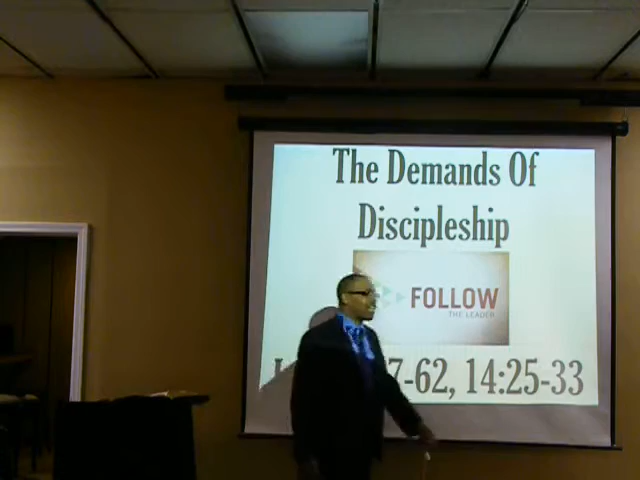 The Demands Of
Discipleship
FOLLOW
THE LEADER
7-62, 14:25-33